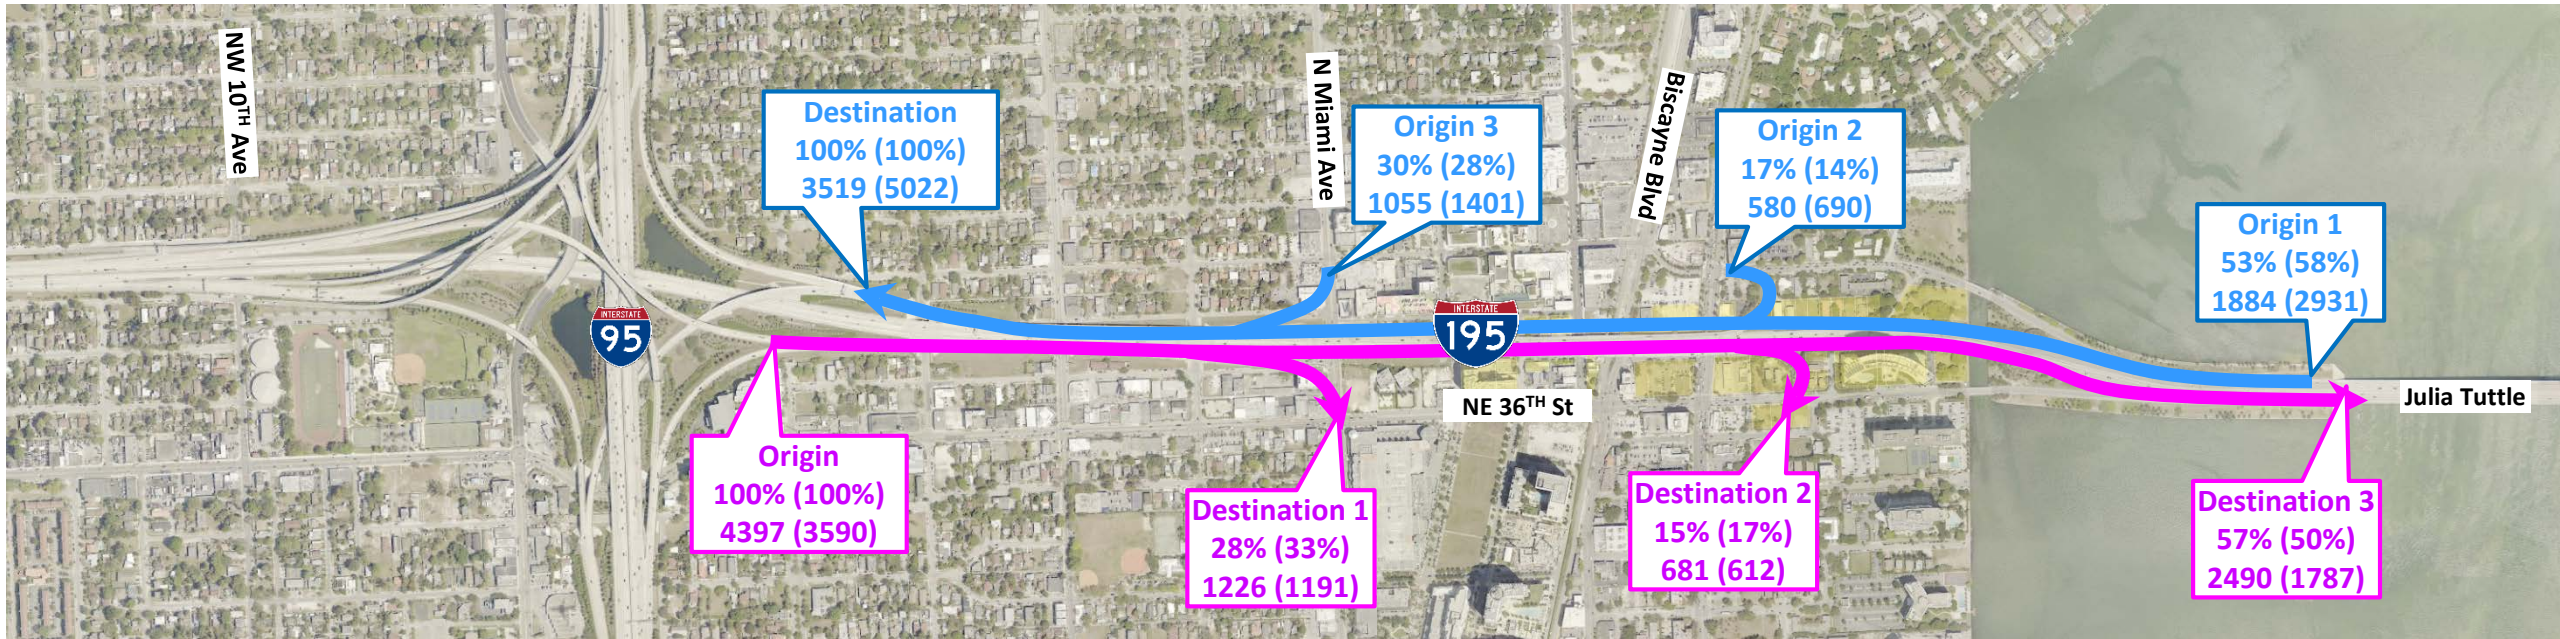 NW 10TH Ave
Destination
100% (100%)
3519 (5022)
N Miami Ave
Origin 3
30% (28%)
1055 (1401)
Biscayne Blvd
Origin 2
17% (14%)
580 (690)
Origin 1
53% (58%)
1884 (2931)
INTERSTATE
95
INTERSTATE
195
NE 36TH St
Julia Tuttle
Origin
100% (100%)
4397 (3590)
Destination 1
28% (33%)
1226 (1191)
Destination 2
15% (17%)
681 (612)
Destination 3
57% (50%)
2490 (1787)